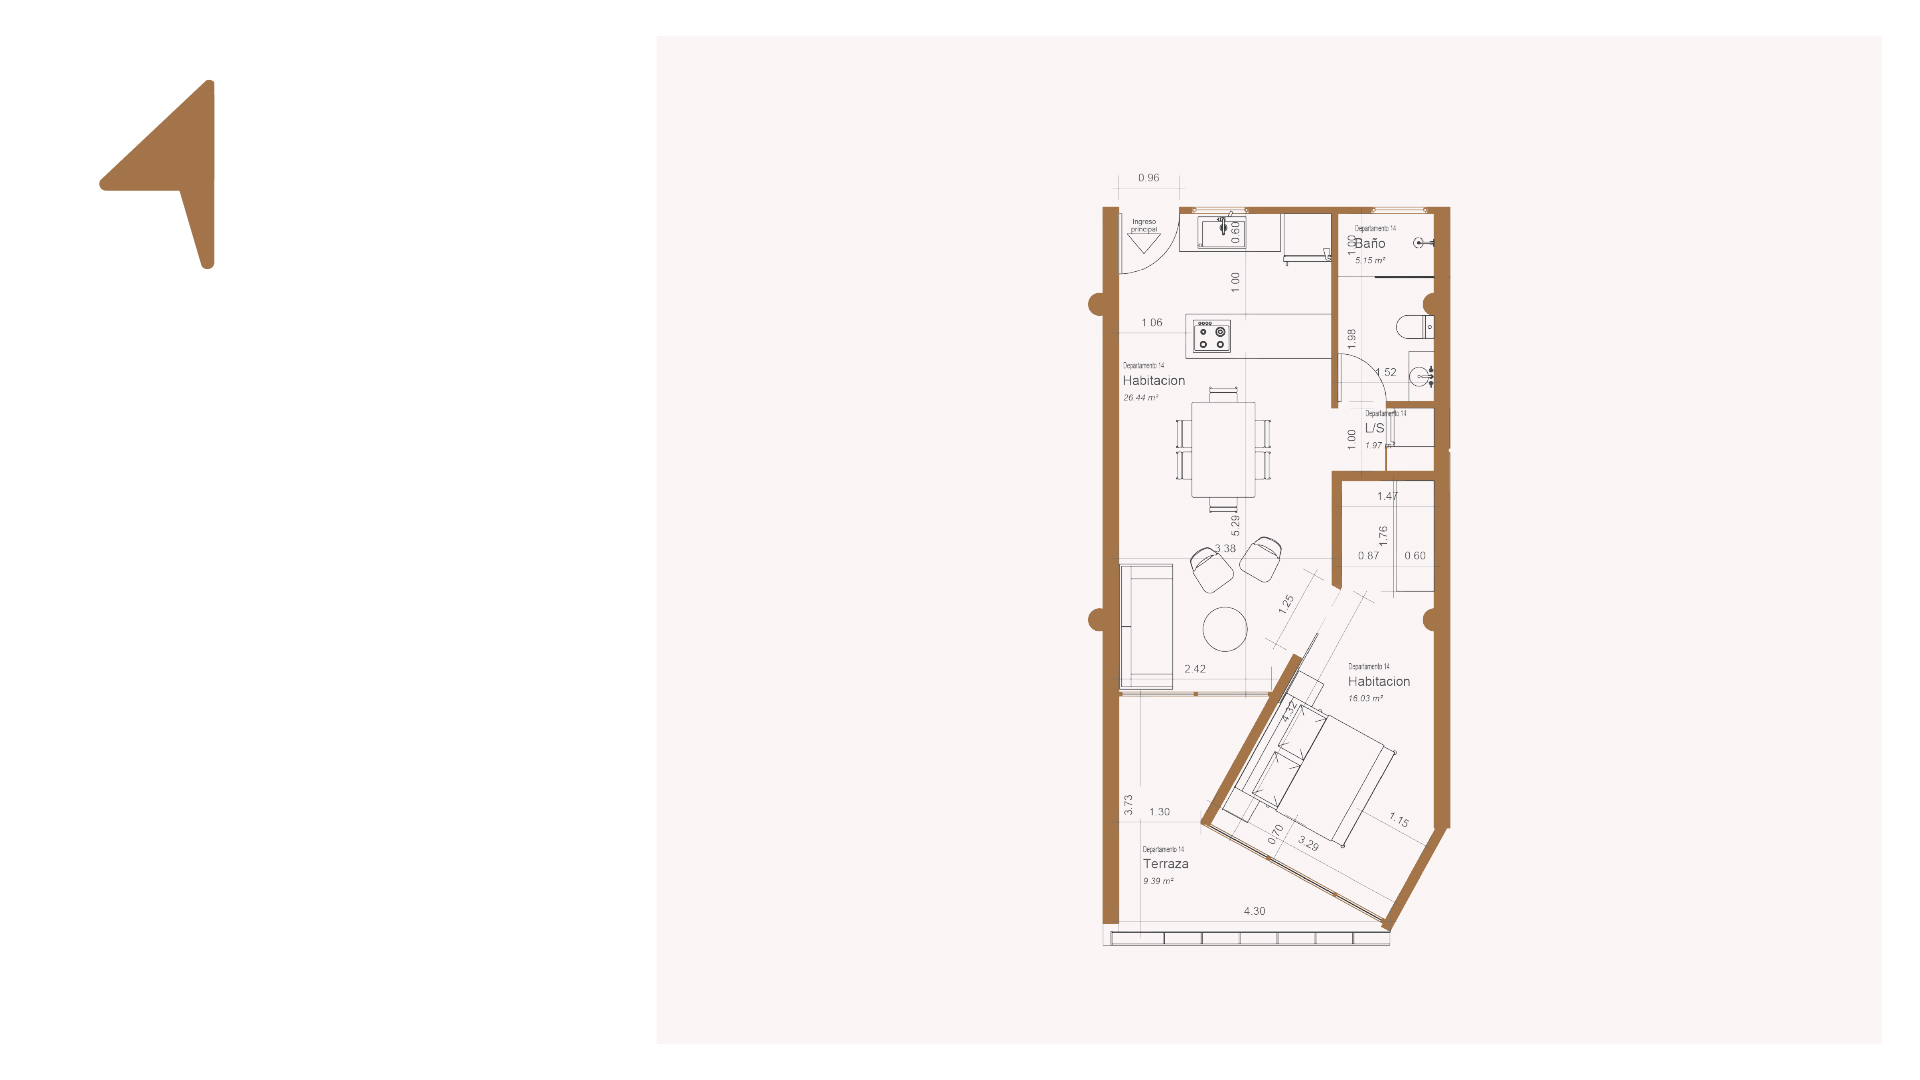 0.96
Ingreso
principal
0.60
Departamento 14
Baño
5.15 m²
1.00
1.00
1.06
1.98
Departamento 14
Habitacion
26.44 m²
1.52
Departamento 14
L/S
1.97 m²
1.00
1.47
1.76
0.87
0.60
5.29
3.38
1.25
2.42
Departamento 14
Habitacion
16.03 m²
4.32
3.73
1.30
1.15
0.70
3.29
Departamento 14
Terraza
9.39 m²
4.30